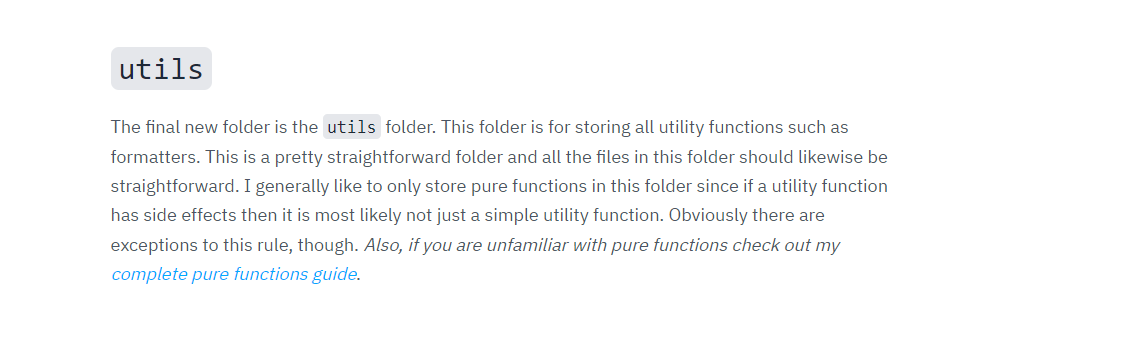 utils
The final new folder is the utils folder. This folder is for storing all utility functions such as
formatters. This is a pretty straightforward folder and all the files in this folder should likewise be
straightforward. I generally like to only store pure functions in this folder since if a utility function
has side effects then it is most likely not just a simple utility function. Obviously there are
exceptions to this rule, though. Also, if you are unfamiliar with pure functions check out my
complete pure functions guide.